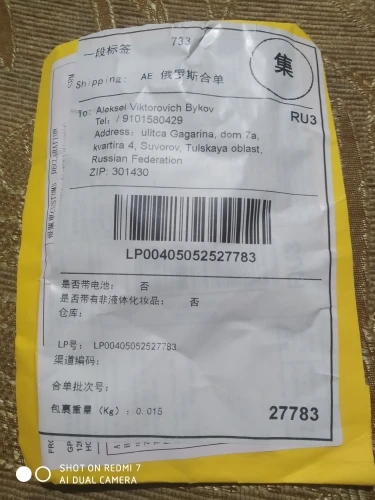 一段标签 733
集
Shipping: AE 俄罗斯合单
RU3
To: Aleksei Viktorovich Bykov
Tel: / 9101580429
Address: ulitca Gagarina, dom 7a,
kvartira 4, Suvorov, Tulskaya oblast,
Russian Federation
ZIP: 301430
LP00405052527783
是否带电池: 否
是否带有非液体化妆品: 否
仓库:
LP号: LP00405052527783
渠道编码:
合单批次号:
包裹重量 (Kg): 0.015
27783
SHOT ON REDMI 7
AI DUAL CAMERA